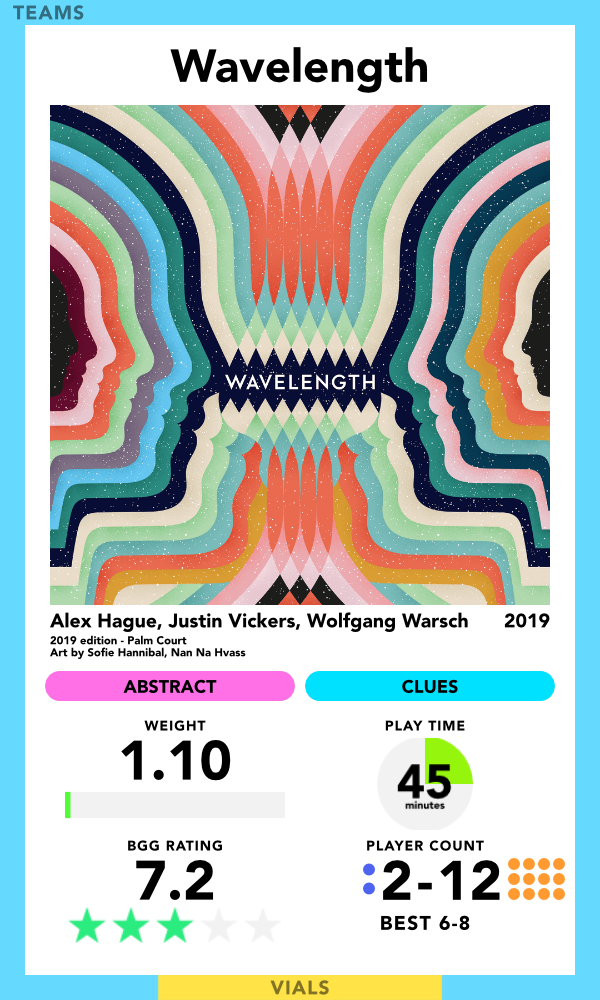 TEAMS
Wavelength
WAVELENGTH
Alex Hague, Justin Vickers, Wolfgang Warsch 2019
2019 edition - Palm Court
Art by Sofie Hannibal, Nan Na Hvass
ABSTRACT CLUES
WEIGHT
1.10
PLAY TIME
45
minutes
BGG RATING
7.2
PLAYER COUNT
2-12
BEST 6-8
VIALS